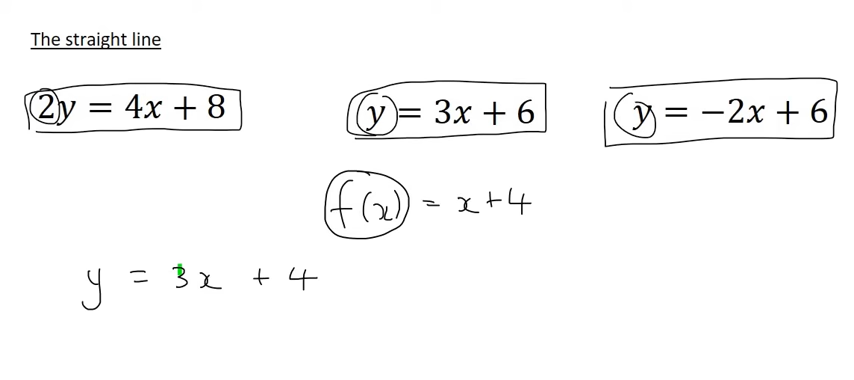 The straight line
2y = 4x + 8
y = 3x + 6
y = −2x + 6
f(x) = x + 4
y = 3x + 4